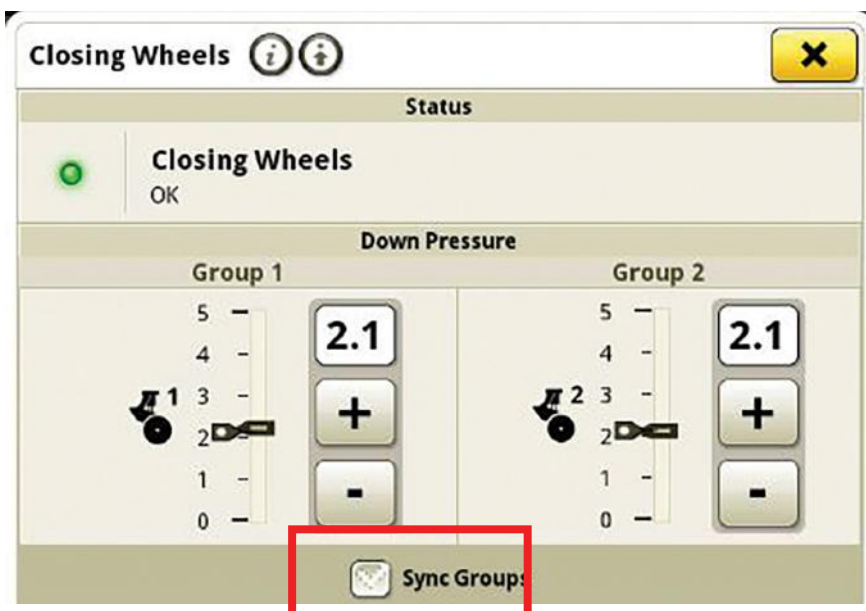 Closing Wheels
Status
Closing Wheels
OK
Down Pressure
Group 1 Group 2
5 2.1 5 2.1
4 4
1 3 + 2 3 +
2 2
1 - 1 -
0 0
Sync Groups